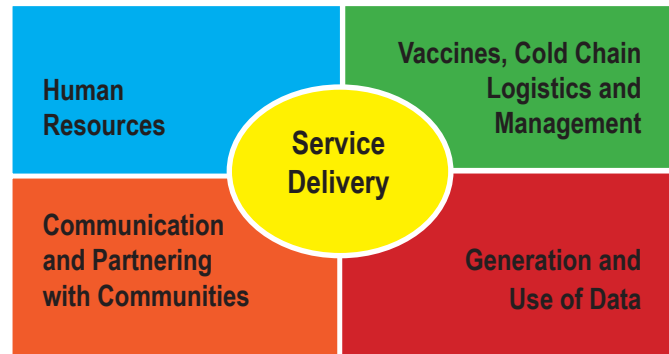 Human
Resources
Vaccines, Cold Chain
Logistics and
Management
Service
Delivery
Communication
and Partnering
with Communities
Generation and
Use of Data